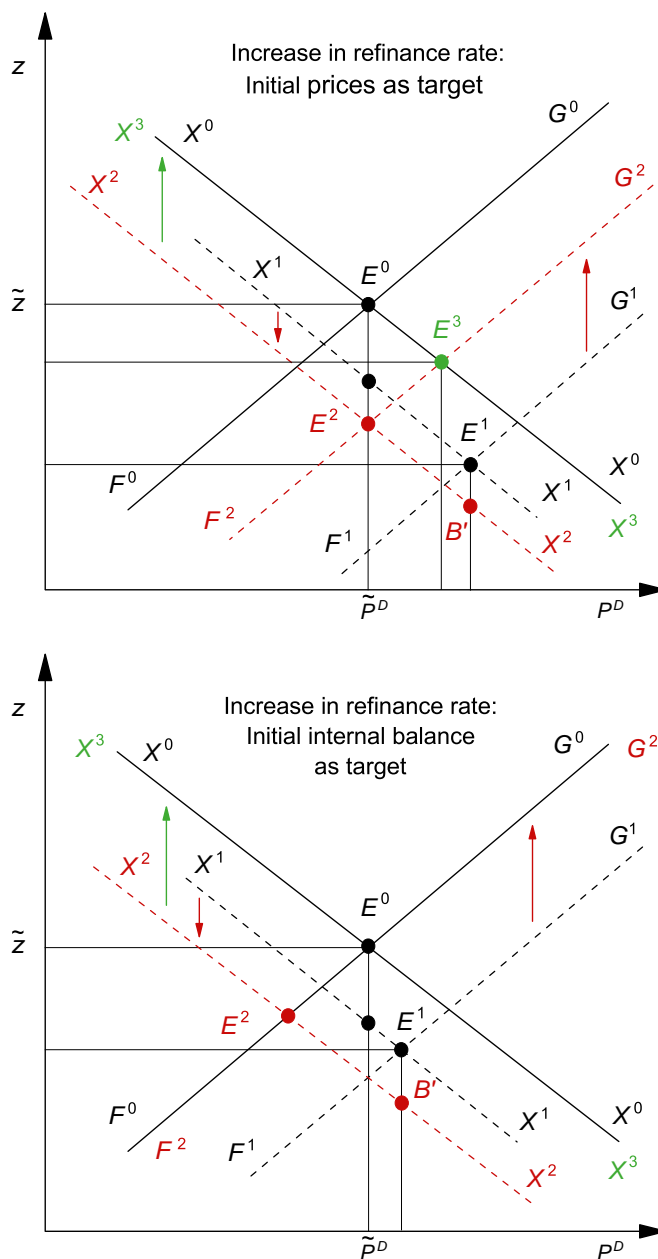 Increase in refinance rate:
Initial prices as target
z
G⁰
X³
X⁰
X²
G²
X¹
E⁰
G¹
z̃
E³
E²
E¹
F⁰
X⁰
F²
X¹
X³
F¹
B′
X²
P̃ᴰ
Pᴰ
Increase in refinance rate:
Initial internal balance
as target
z
X³
X⁰
G⁰
G²
X²
X¹
G¹
E⁰
z̃
E²
E¹
B′
F⁰
X¹
X⁰
F²
F¹
X²
X³
P̃ᴰ
Pᴰ